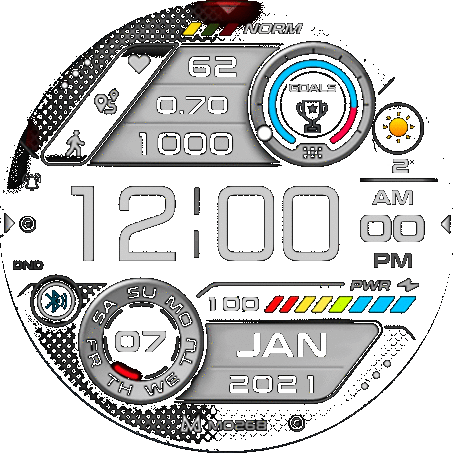 NORM
62
0.70
1000
GOALS
2°
12:00
AM
00
PM
DND
PWR
100
SA SU MO TU WE TH FR
07
JAN
2021
M MO268 ©